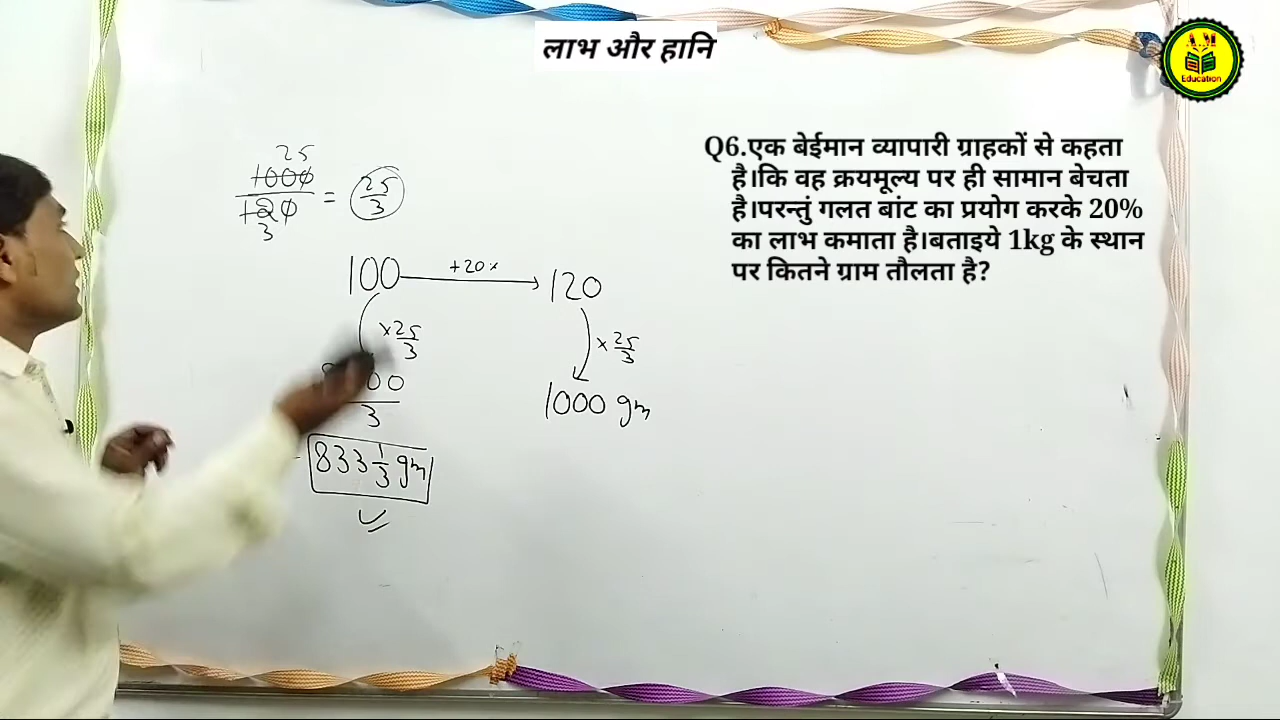 लाभ और हानि
A.M
Education
Q6.एक बेईमान व्यापारी ग्राहकों से कहता
है।कि वह क्रयमूल्य पर ही सामान बेचता
है।परन्तुं गलत बांट का प्रयोग करके 20%
का लाभ कमाता है।बताइये 1kg के स्थान
पर कितने ग्राम तौलता है?
25
1000 = 25
120 3
3
100 +20% 120
×25 ×25
3 3
00 1000 gm
3
833 1/3 gm